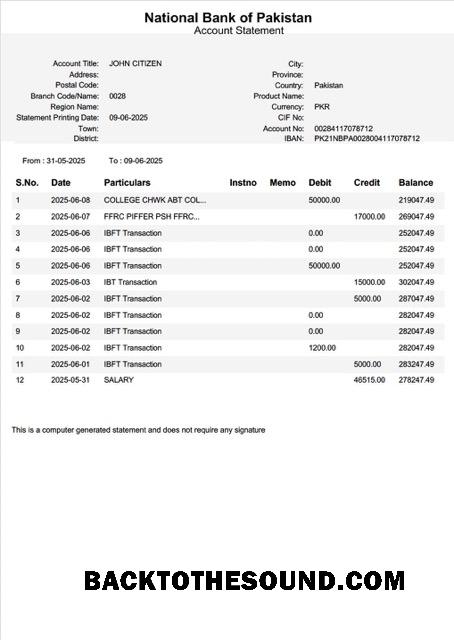 National Bank of Pakistan
Account Statement
Account Title: JOHN CITIZEN City:
Address: Province:
Postal Code: Country: Pakistan
Branch Code/Name: 0028 Product Name:
Region Name: Currency: PKR
Statement Printing Date: 09-06-2025 CIF No:
Town: Account No: 00284117078712
District: IBAN: PK21NBPA0028004117078712
From : 31-05-2025 To : 09-06-2025
S.No. Date Particulars Instno Memo Debit Credit Balance
1 2025-06-08 COLLEGE CHWK ABT COL... 50000.00 219047.49
2 2025-06-07 FFRC PIFFER PSH FFRC... 17000.00 269047.49
3 2025-06-06 IBFT Transaction 0.00 252047.49
4 2025-06-06 IBFT Transaction 0.00 252047.49
5 2025-06-06 IBFT Transaction 50000.00 252047.49
6 2025-06-03 IBT Transaction 15000.00 302047.49
7 2025-06-02 IBFT Transaction 5000.00 287047.49
8 2025-06-02 IBFT Transaction 0.00 282047.49
9 2025-06-02 IBFT Transaction 0.00 282047.49
10 2025-06-02 IBFT Transaction 1200.00 282047.49
11 2025-06-01 IBFT Transaction 5000.00 283247.49
12 2025-05-31 SALARY 46515.00 278247.49
This is a computer generated statement and does not require any signature
BACKTOTHESOUND.COM